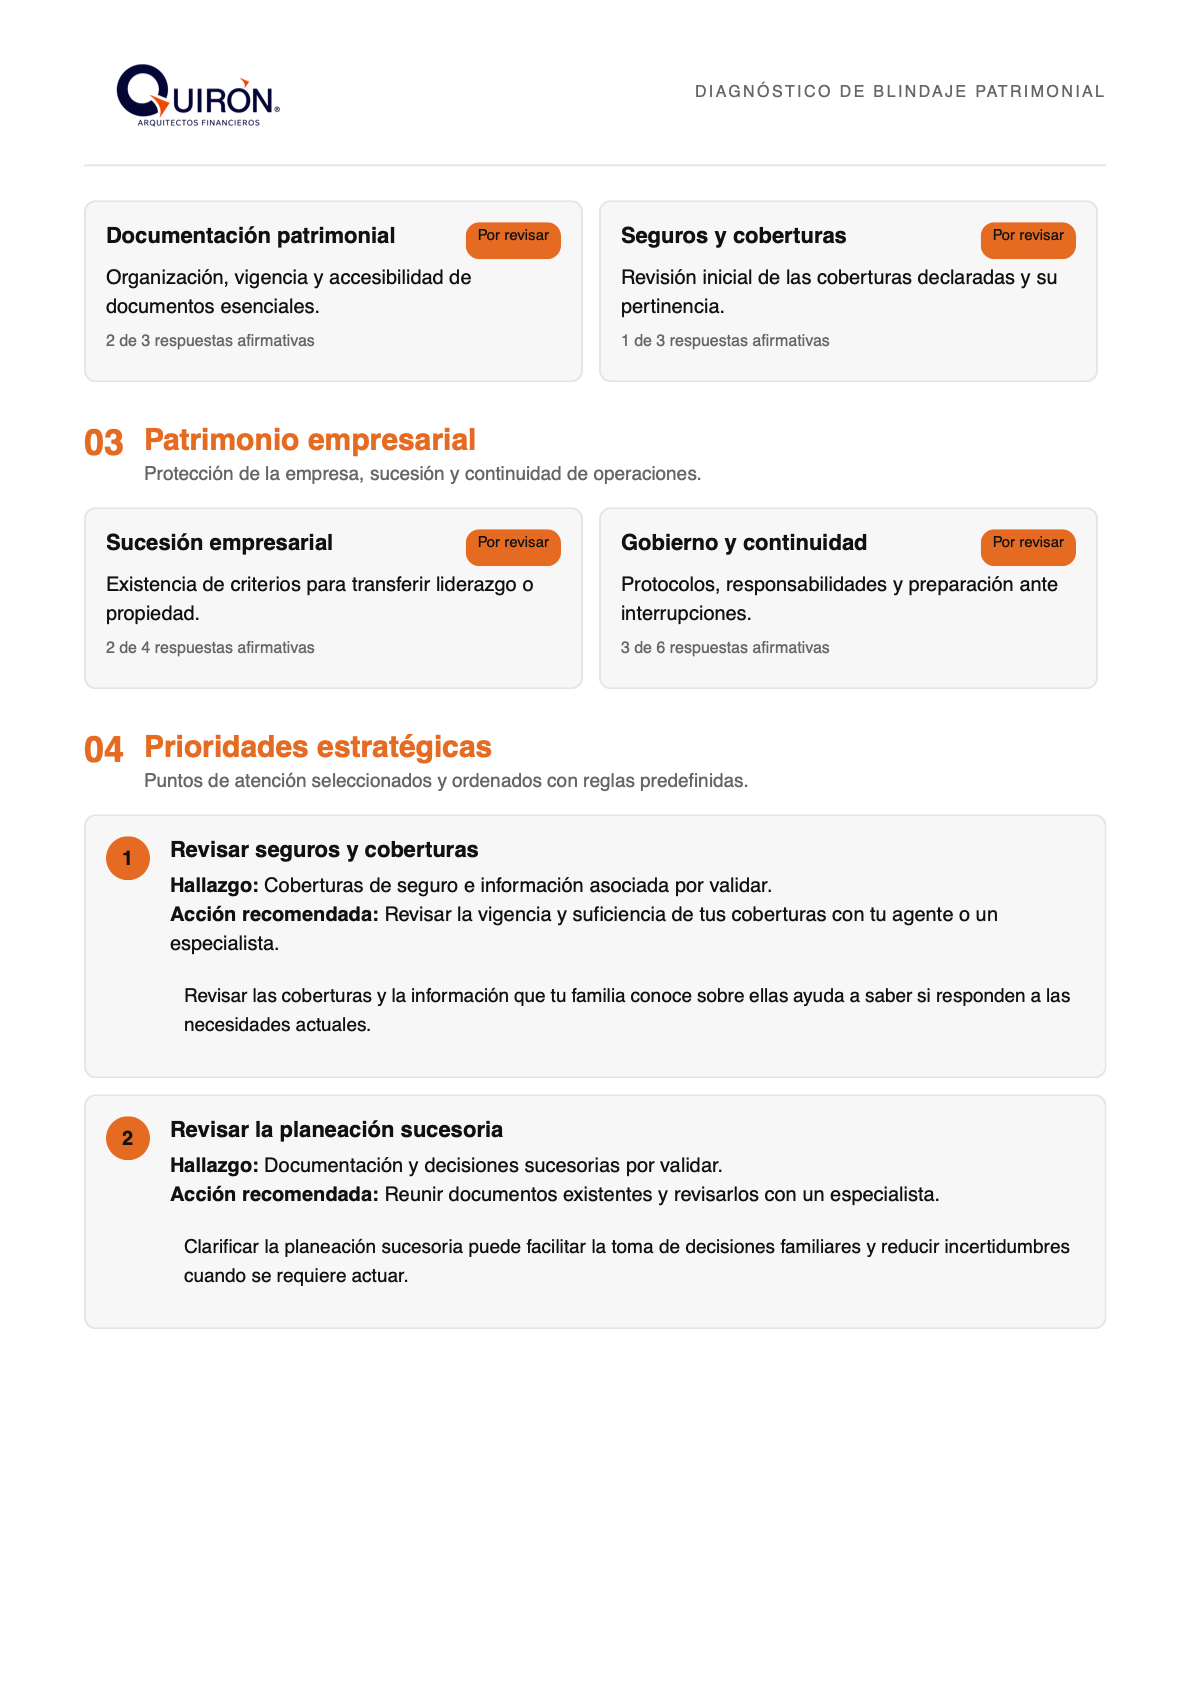 QUIRÓN®
ARQUITECTOS FINANCIEROS
DIAGNÓSTICO DE BLINDAJE PATRIMONIAL
Documentación patrimonial
Por revisar
Organización, vigencia y accesibilidad de
documentos esenciales.
2 de 3 respuestas afirmativas
Seguros y coberturas
Por revisar
Revisión inicial de las coberturas declaradas y su
pertinencia.
1 de 3 respuestas afirmativas
03 Patrimonio empresarial
Protección de la empresa, sucesión y continuidad de operaciones.
Sucesión empresarial
Por revisar
Existencia de criterios para transferir liderazgo o
propiedad.
2 de 4 respuestas afirmativas
Gobierno y continuidad
Por revisar
Protocolos, responsabilidades y preparación ante
interrupciones.
3 de 6 respuestas afirmativas
04 Prioridades estratégicas
Puntos de atención seleccionados y ordenados con reglas predefinidas.
1 Revisar seguros y coberturas
Hallazgo: Coberturas de seguro e información asociada por validar.
Acción recomendada: Revisar la vigencia y suficiencia de tus coberturas con tu agente o un
especialista.
Revisar las coberturas y la información que tu familia conoce sobre ellas ayuda a saber si responden a las
necesidades actuales.
2 Revisar la planeación sucesoria
Hallazgo: Documentación y decisiones sucesorias por validar.
Acción recomendada: Reunir documentos existentes y revisarlos con un especialista.
Clarificar la planeación sucesoria puede facilitar la toma de decisiones familiares y reducir incertidumbres
cuando se requiere actuar.